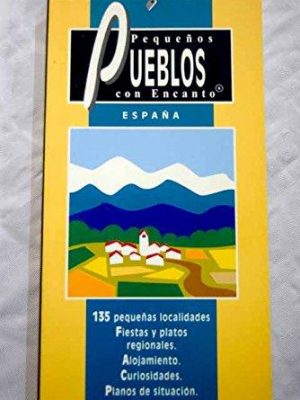 Pequeños
PUEBLOS
con Encanto®
ESPAÑA
135 pequeñas localidades
Fiestas y platos
regionales.
Alojamiento.
Curiosidades.
Planos de situación.